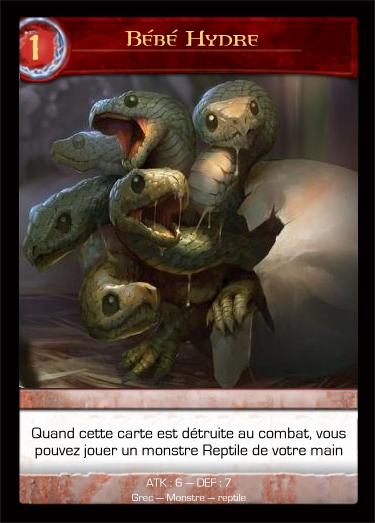 1
Bébé Hydre
Quand cette carte est détruite au combat, vous
pouvez jouer un monstre Reptile de votre main
ATK : 6 – DEF : 7
Grec – Monstre – reptile